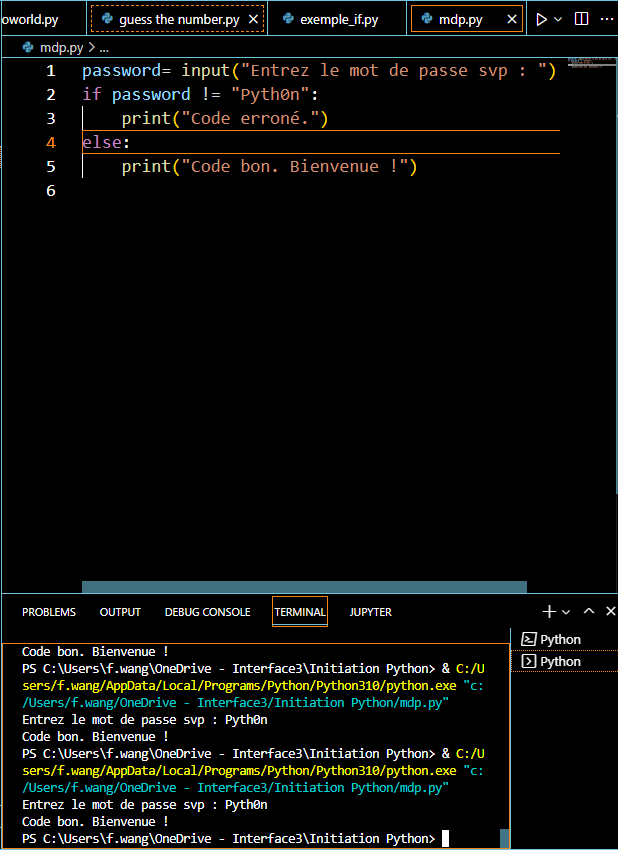 oworld.py guess the number.py exemple_if.py mdp.py
mdp.py > ...
1 password= input("Entrez le mot de passe svp : ")
2 if password != "Pyth0n":
3 print("Code erroné.")
4 else:
5 print("Code bon. Bienvenue !")
6
PROBLEMS OUTPUT DEBUG CONSOLE TERMINAL JUPYTER
Python
Python
Code bon. Bienvenue !
PS C:\Users\f.wang\OneDrive - Interface3\Initiation Python> & C:/U
sers/f.wang/AppData/Local/Programs/Python/Python310/python.exe "c:
/Users/f.wang/OneDrive - Interface3/Initiation Python/mdp.py"
Entrez le mot de passe svp : Pyth0n
Code bon. Bienvenue !
PS C:\Users\f.wang\OneDrive - Interface3\Initiation Python> & C:/U
sers/f.wang/AppData/Local/Programs/Python/Python310/python.exe "c:
/Users/f.wang/OneDrive - Interface3/Initiation Python/mdp.py"
Entrez le mot de passe svp : Pyth0n
Code bon. Bienvenue !
PS C:\Users\f.wang\OneDrive - Interface3\Initiation Python>